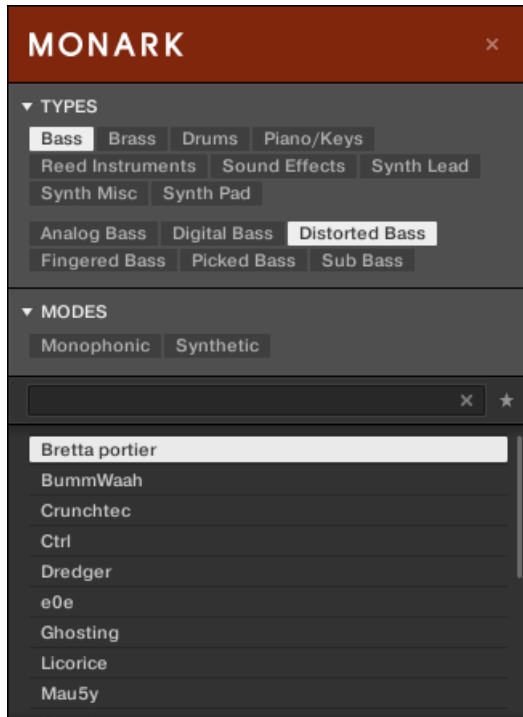 MONARK
TYPES
Bass Brass Drums Piano/Keys
Reed Instruments Sound Effects Synth Lead
Synth Misc Synth Pad
Analog Bass Digital Bass Distorted Bass
Fingered Bass Picked Bass Sub Bass
MODES
Monophonic Synthetic
Bretta portier
BummWaah
Crunchtec
Ctrl
Dredger
e0e
Ghosting
Licorice
Mau5y